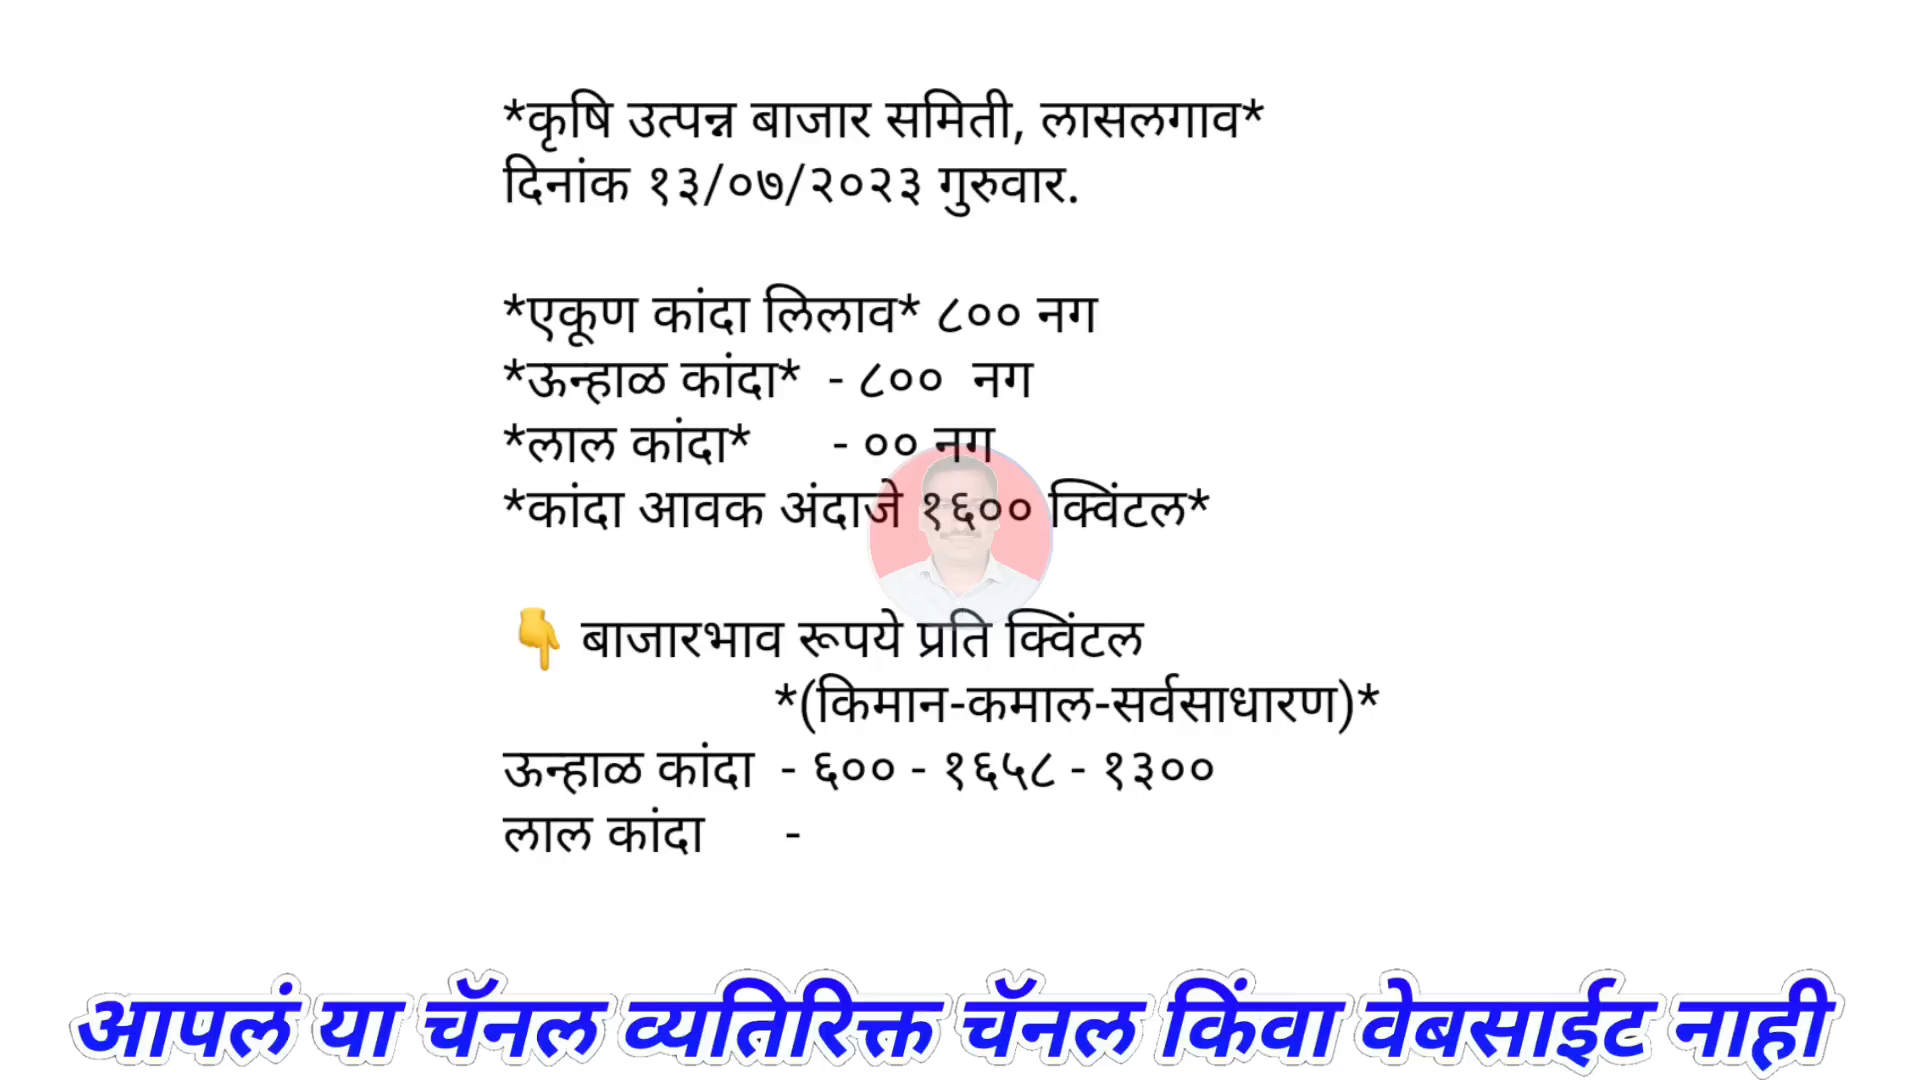 *कृषि उत्पन्न बाजार समिती, लासलगाव*
दिनांक १३/०७/२०२३ गुरुवार.
*एकूण कांदा लिलाव* ८०० नग
*ऊन्हाळ कांदा* - ८०० नग
*लाल कांदा* - ०० नग
*कांदा आवक अंदाजे १६०० क्विंटल*
👇 बाजारभाव रूपये प्रति क्विंटल
*(किमान-कमाल-सर्वसाधारण)*
ऊन्हाळ कांदा - ६०० - १६५८ - १३००
लाल कांदा -
आपलं या चॅनल व्यतिरिक्त चॅनल किंवा वेबसाईट नाही